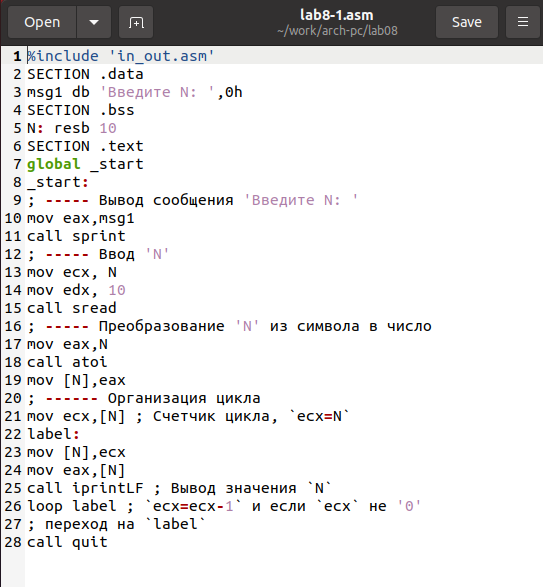 Open
lab8-1.asm
~/work/arch-pc/lab08
Save
1 %include 'in_out.asm'
2 SECTION .data
3 msg1 db 'Введите N: ',0h
4 SECTION .bss
5 N: resb 10
6 SECTION .text
7 global _start
8 _start:
9 ; ----- Вывод сообщения 'Введите N: '
10 mov eax,msg1
11 call sprint
12 ; ----- Ввод 'N'
13 mov ecx, N
14 mov edx, 10
15 call sread
16 ; ----- Преобразование 'N' из символа в число
17 mov eax,N
18 call atoi
19 mov [N],eax
20 ; ------ Организация цикла
21 mov ecx,[N] ; Счетчик цикла, `ecx=N`
22 label:
23 mov [N],ecx
24 mov eax,[N]
25 call iprintLF ; Вывод значения `N`
26 loop label ; `ecx=ecx-1` и если `ecx` не '0'
27 ; переход на `label`
28 call quit